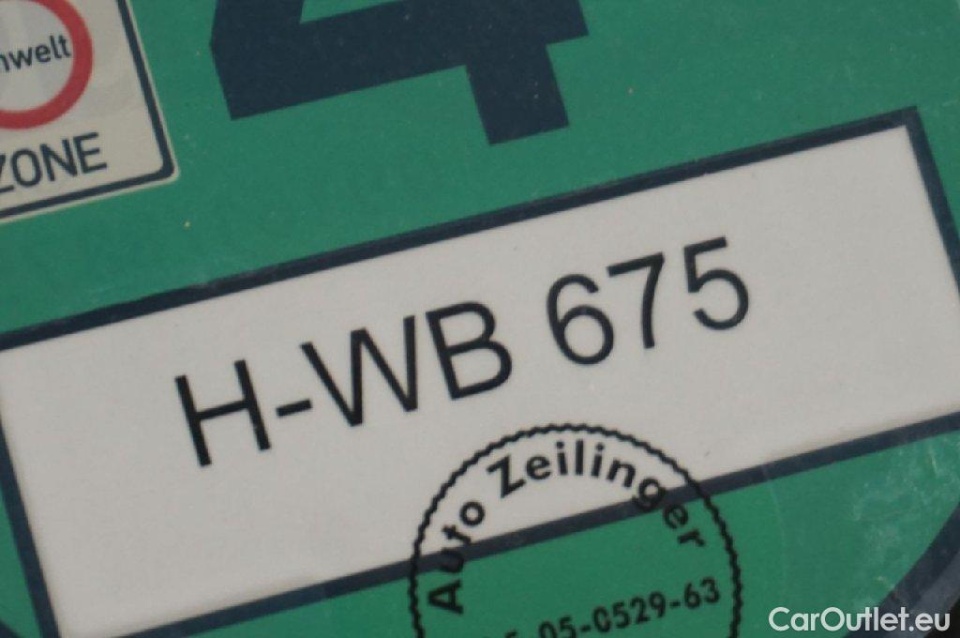 4
ZONE
H-WB 675
Auto Zeilinger
05-0529-63
CarOutlet.eu